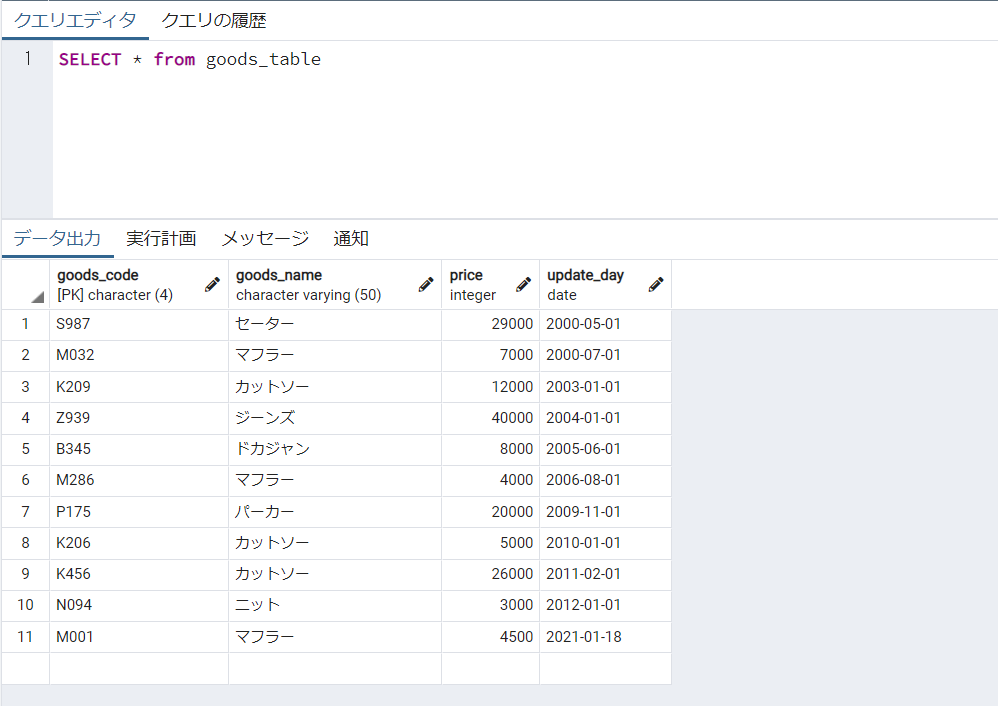 クエリエディタ クエリの履歴
1 SELECT * from goods_table
データ出力 実行計画 メッセージ 通知
goods_code goods_name price update_day
[PK] character (4) character varying (50) integer date
1 S987 セーター 29000 2000-05-01
2 M032 マフラー 7000 2000-07-01
3 K209 カットソー 12000 2003-01-01
4 Z939 ジーンズ 40000 2004-01-01
5 B345 ドカジャン 8000 2005-06-01
6 M286 マフラー 4000 2006-08-01
7 P175 パーカー 20000 2009-11-01
8 K206 カットソー 5000 2010-01-01
9 K456 カットソー 26000 2011-02-01
10 N094 ニット 3000 2012-01-01
11 M001 マフラー 4500 2021-01-18